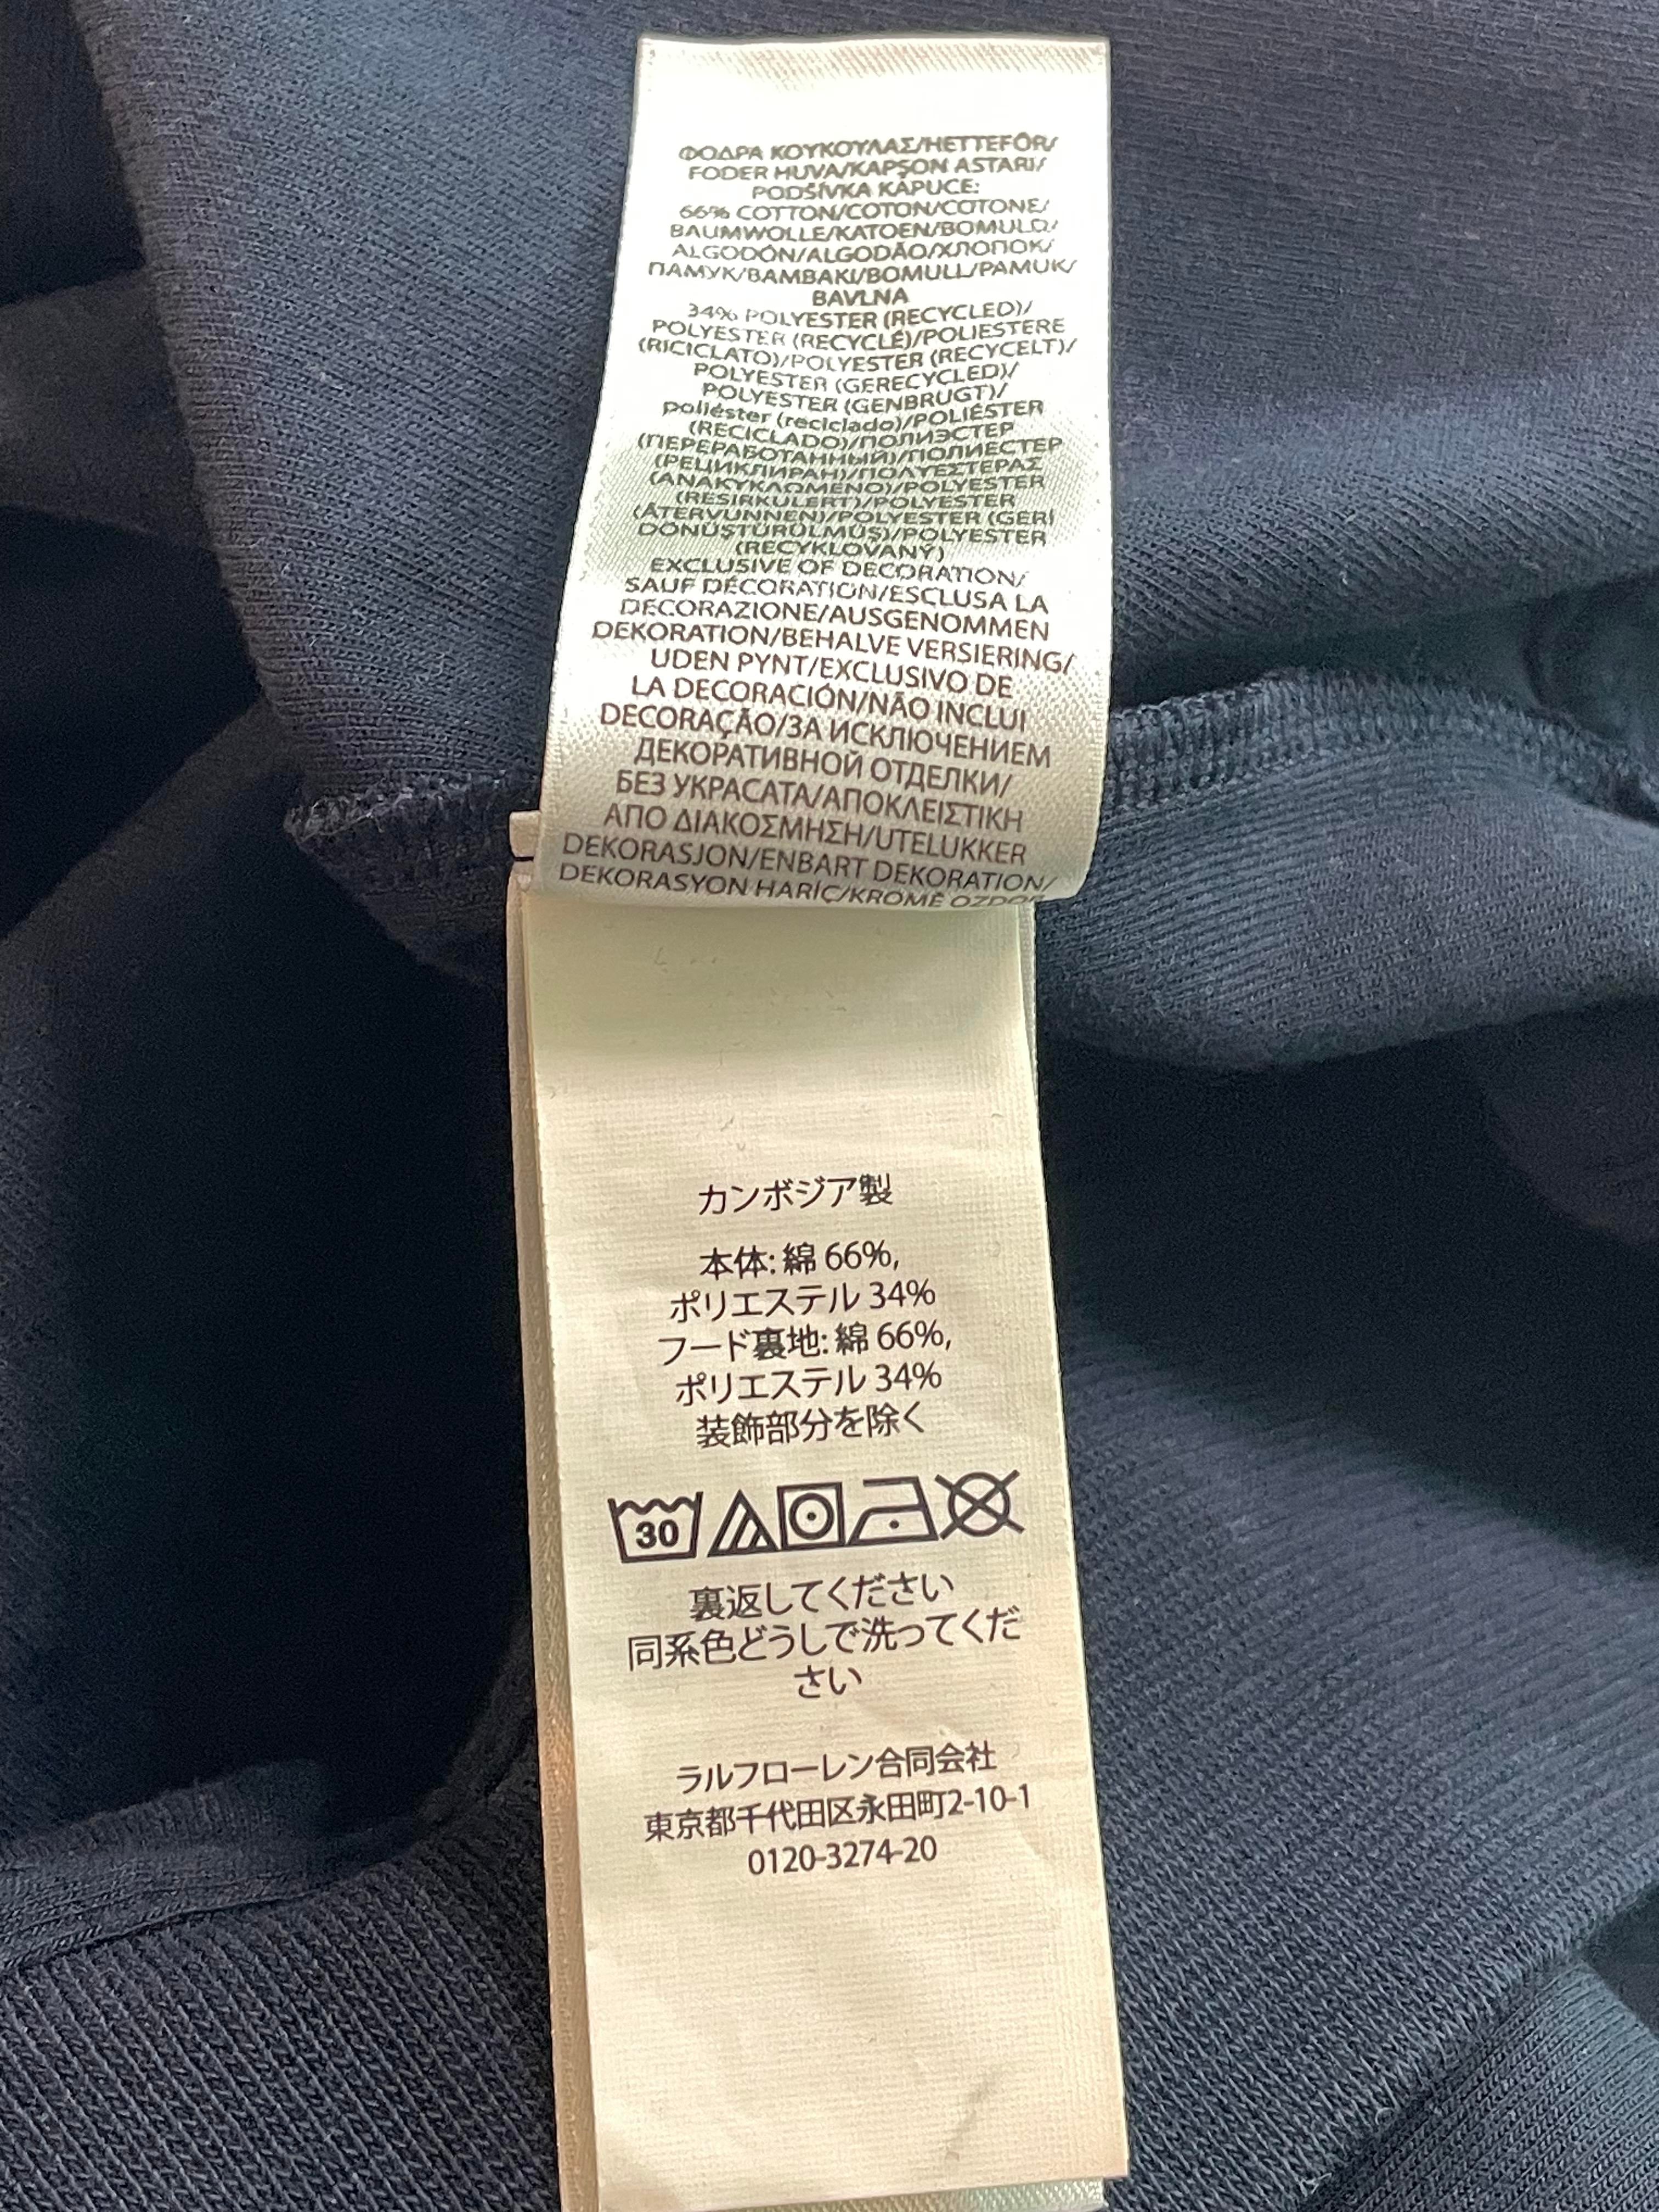 ΦΟΔΡΑ ΚΟΥΚΟΥΛΑΣ/HETTEFÔR/
FODER HUVA/KAPŞON ASTARI/
PODŠÍVKA KAPUCE:
66% COTTON/COTON/COTONE/
BAUMWOLLE/KATOEN/BOMULD/
ALGODÓN/ALGODÃO/ХЛОПОК/
ПАМУК/BAMBAKI/BOMULL/PAMUK/
BAVLNA
34% POLYESTER (RECYCLED)/
POLYESTER (RECYCLÉ)/POLIESTERE
(RICICLATO)/POLYESTER (RECYCELT)/
POLYESTER (GERECYCLED)/
POLYESTER (GENBRUGT)/
poliéster (reciclado)/POLIÉSTER
(RECICLADO)/ПОЛИЭСТЕР
(ПЕРЕРАБОТАННЫЙ)/ПОЛИЕСТЕР
(РЕЦИКЛИРАН)/ΠΟΛΥΕΣΤΕΡΑΣ
(ΑΝΑΚΥΚΛΩΜΕΝΟ)/POLYESTER
(RESIRKULERT)/POLYESTER
(ÅTERVUNNEN)/POLYESTER (GERİ
DÖNÜŞTÜRÜLMÜŞ)/POLYESTER
(RECYKLOVANÝ)
EXCLUSIVE OF DECORATION/
SAUF DÉCORATION/ESCLUSA LA
DECORAZIONE/AUSGENOMMEN
DEKORATION/BEHALVE VERSIERING/
UDEN PYNT/EXCLUSIVO DE
LA DECORACIÓN/NÃO INCLUI
DECORAÇÃO/ЗА ИСКЛЮЧЕНИЕМ
ДЕКОРАТИВНОЙ ОТДЕЛКИ/
БЕЗ УКРАСАТА/ΑΠΟΚΛΕΙΣΤΙΚΗ
ΑΠΟ ΔΙΑΚΟΣΜΗΣΗ/UTELUKKER
DEKORASJON/ENBART DEKORATION/
DEKORASYON HARİÇ/KROMĚ
カンボジア製
本体: 綿 66%,
ポリエステル 34%
フード裏地: 綿 66%,
ポリエステル 34%
装飾部分を除く
30
裏返してください
同系色どうしで洗ってくだ
さい
ラルフローレン合同会社
東京都千代田区永田町2-10-1
0120-3274-20